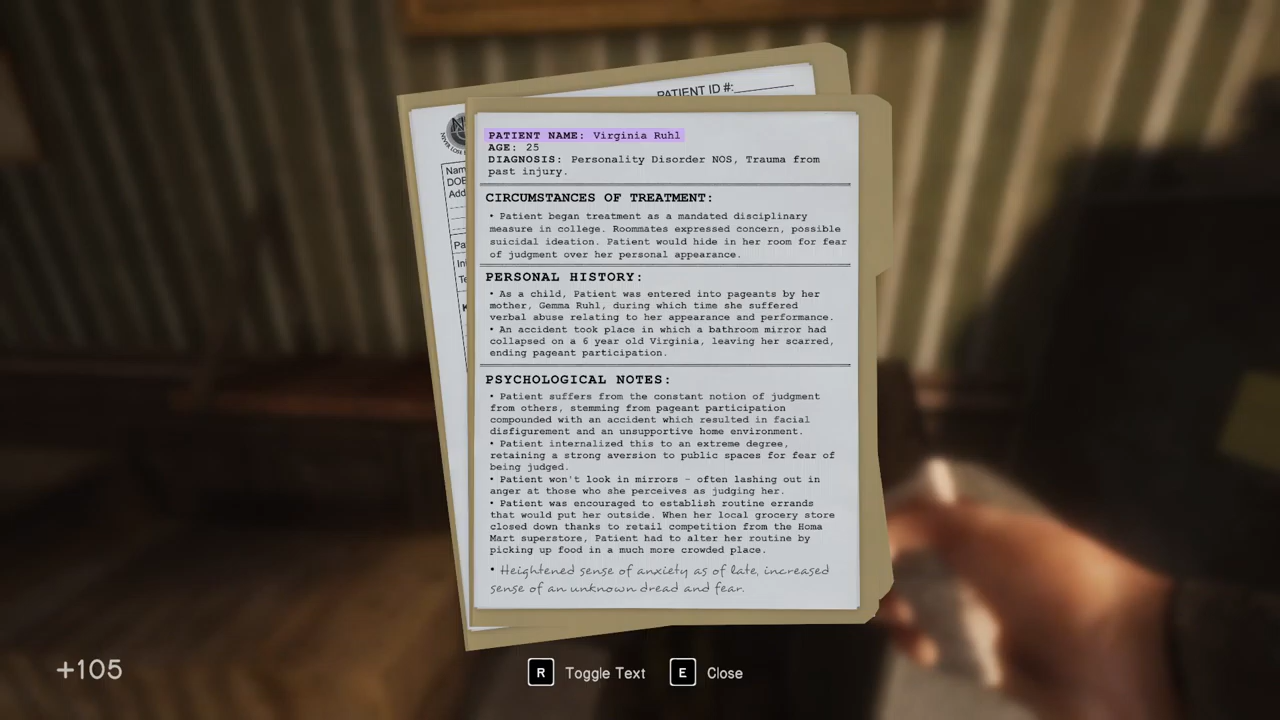 PATIENT ID #:
PATIENT NAME: Virginia Ruhl
AGE: 25
DIAGNOSIS: Personality Disorder NOS, Trauma from
past injury.
CIRCUMSTANCES OF TREATMENT:
• Patient began treatment as a mandated disciplinary
measure in college. Roommates expressed concern, possible
suicidal ideation. Patient would hide in her room for fear
of judgment over her personal appearance.
PERSONAL HISTORY:
• As a child, Patient was entered into pageants by her
mother, Gemma Ruhl, during which time she suffered
verbal abuse relating to her appearance and performance.
• An accident took place in which a bathroom mirror had
collapsed on a 6 year old Virginia, leaving her scarred,
ending pageant participation.
PSYCHOLOGICAL NOTES:
• Patient suffers from the constant notion of judgment
from others, stemming from pageant participation
compounded with an accident which resulted in facial
disfigurement and an unsupportive home environment.
• Patient internalized this to an extreme degree,
retaining a strong aversion to public spaces for fear of
being judged.
• Patient won't look in mirrors - often lashing out in
anger at those who she perceives as judging her.
• Patient was encouraged to establish routine errands
that would put her outside. When her local grocery store
closed down thanks to retail competition from the Homa
Mart superstore, Patient had to alter her routine by
picking up food in a much more crowded place.
• Heightened sense of anxiety as of late, increased
sense of an unknown dread and fear.
+105
R Toggle Text E Close